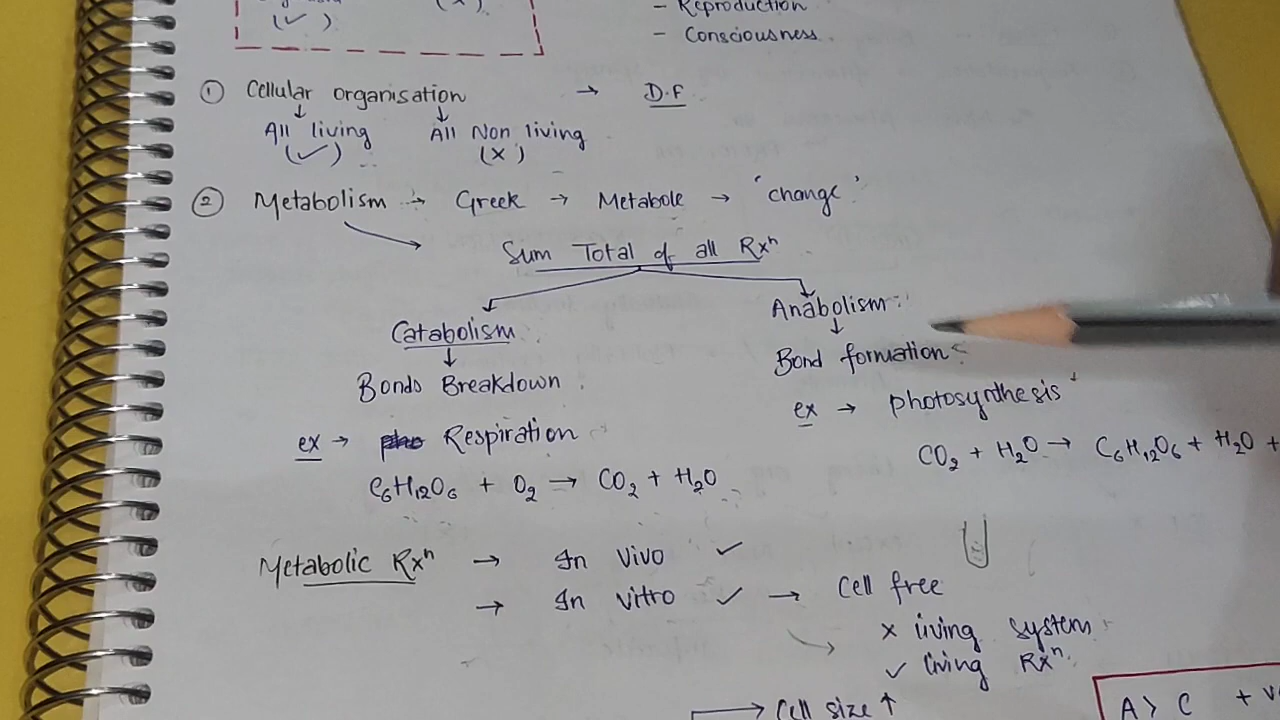 (✓) (×)
- Reproduction
- Consciousness
① Cellular organisation → D.F
↓ ↓
All living All Non living
(✓) (×)
② Metabolism → Greek → Metabole → 'change'
Sum Total of all Rxⁿ
Catabolism Anabolism
↓ ↓
Bonds Breakdown Bond formation
ex → Respiration ex → photosynthesis
C₆H₁₂O₆ + O₂ → CO₂ + H₂O CO₂ + H₂O → C₆H₁₂O₆ + H₂O +
Metabolic Rxⁿ → In Vivo ✓
→ In vitro ✓ → Cell free
× living system
✓ living Rxⁿ
→ Cell size ↑
A > C +